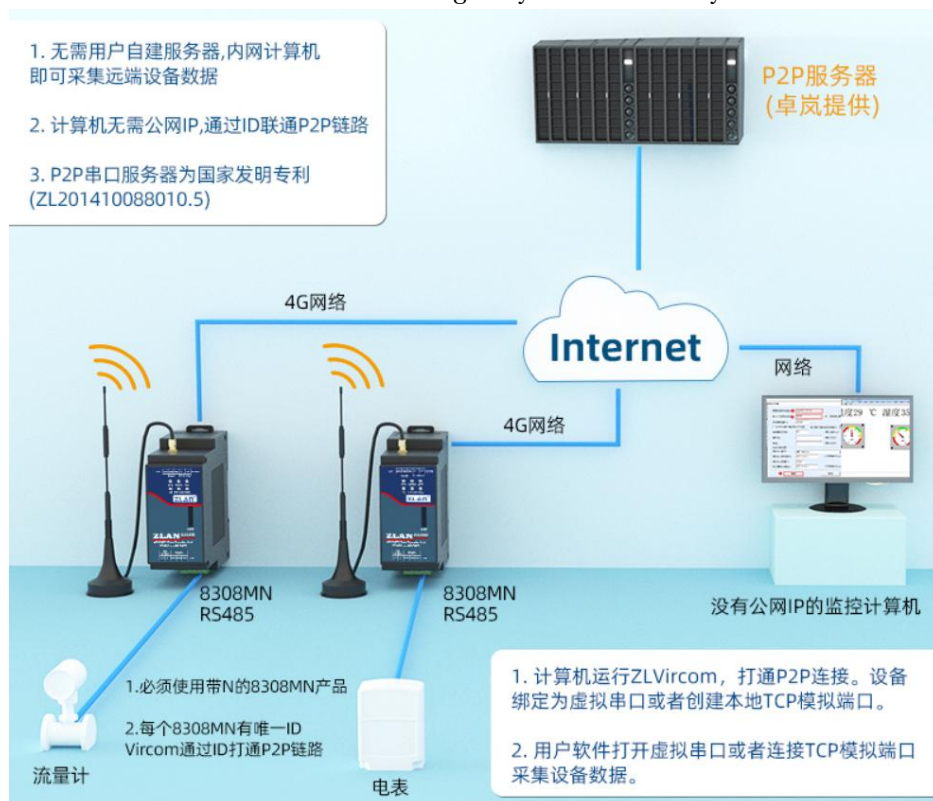 1. 无需用户自建服务器,内网计算机
即可采集远端设备数据
2. 计算机无需公网IP,通过ID联通P2P链路
3. P2P串口服务器为国家发明专利
(ZL201410088010.5)
P2P服务器
(卓岚提供)
4G网络
Internet
网络
4G网络
度29 ℃ 湿度35
ZLAN
ZLAN
ZLAN
ZLAN
8308MN
RS485
8308MN
RS485
没有公网IP的监控计算机
1.必须使用带N的8308MN产品
2.每个8308MN有唯一ID
Vircom通过ID打通P2P链路
流量计
电表
1. 计算机运行ZLVircom，打通P2P连接。设备
绑定为虚拟串口或者创建本地TCP模拟端口。
2. 用户软件打开虚拟串口或者连接TCP模拟端口
采集设备数据。